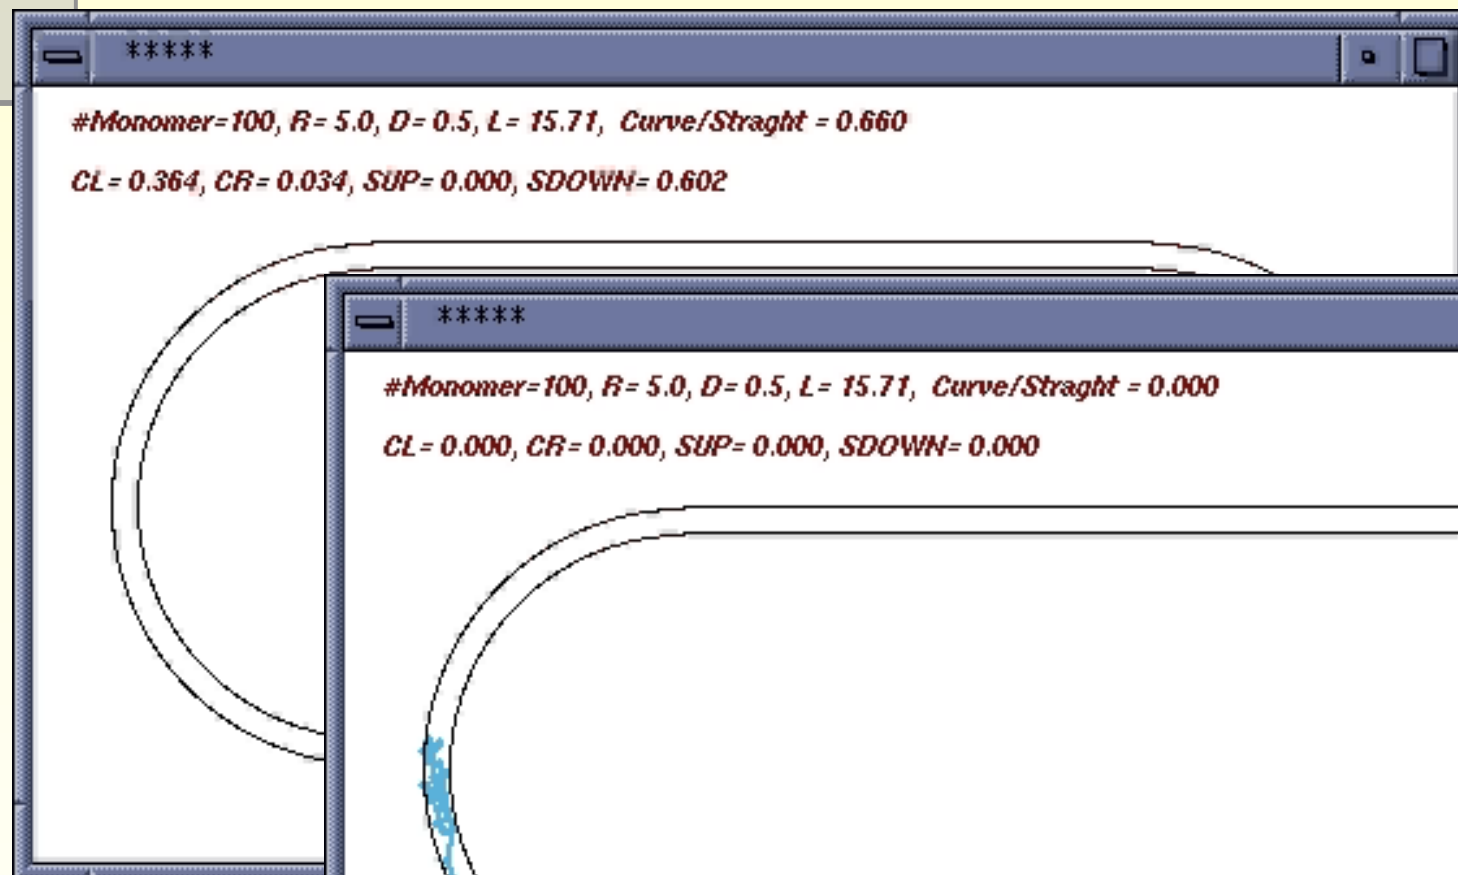 *****
#Monomer=100, R= 5.0, D= 0.5, L= 15.71, Curve/Straght = 0.660
CL= 0.364, CR= 0.034, SUP= 0.000, SDOWN= 0.602
*****
#Monomer=100, R= 5.0, D= 0.5, L= 15.71, Curve/Straght = 0.000
CL= 0.000, CR= 0.000, SUP= 0.000, SDOWN= 0.000